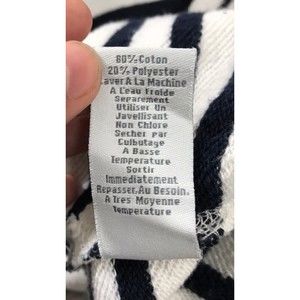 80% Coton
20% Polyester
Laver A La Machine
A L'eau Froide
Separement
Utiliser Un
Javellisant
Non Chlore
Secher par
Culbutage
A Basse
Temperature
Sortir
Immediatement
Repasser, Au Besoin,
A Tres Moyenne
Temperature